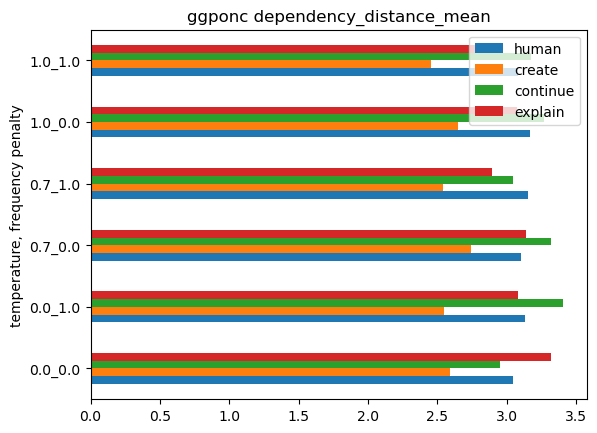 ggponc dependency_distance_mean
human
create
continue
explain
temperature, frequency penalty
1.0_1.0
1.0_0.0
0.7_1.0
0.7_0.0
0.0_1.0
0.0_0.0
0.0 0.5 1.0 1.5 2.0 2.5 3.0 3.5